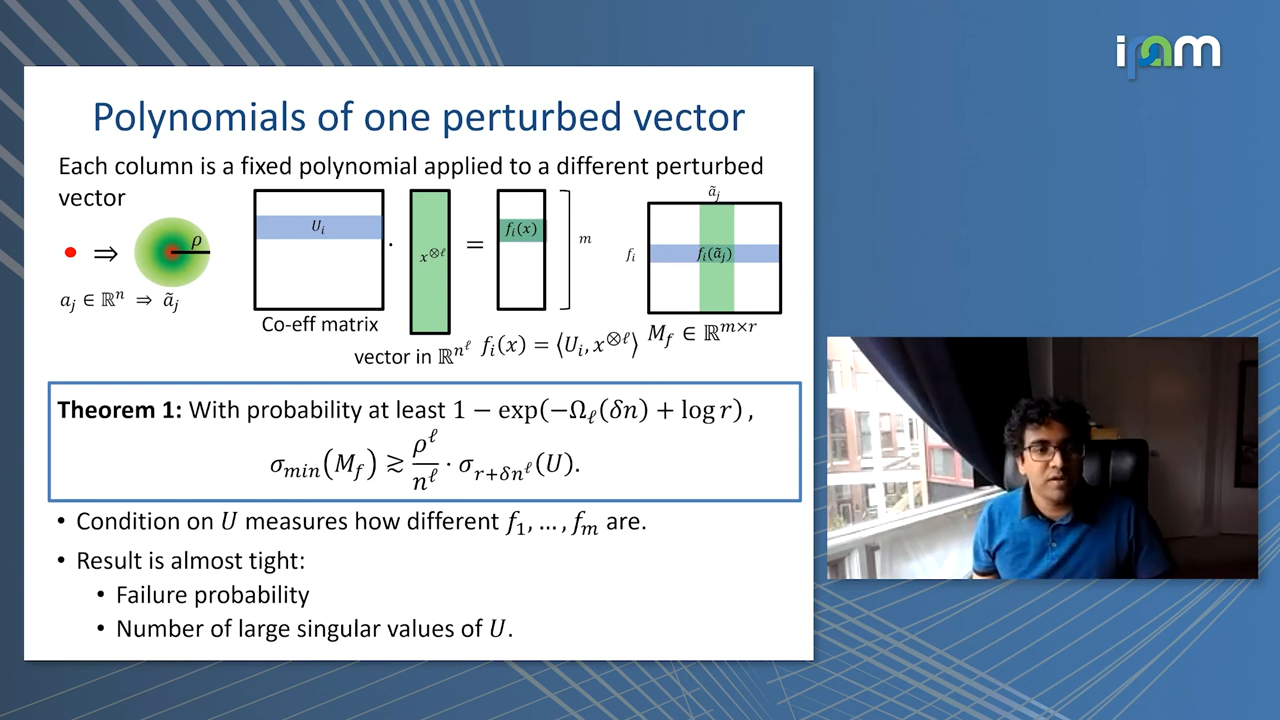 ipam
Polynomials of one perturbed vector
Each column is a fixed polynomial applied to a different perturbed
vector
ρ
a_j ∈ ℝ^n ⇒ ã_j
U_i
Co-eff matrix
·
x^{⊗ℓ}
vector in ℝ^{n^ℓ}
=
f_i(x)
m
f_i(x) = ⟨U_i, x^{⊗ℓ}⟩
ã_j
f_i
f_i(ã_j)
M_f ∈ ℝ^{m×r}
Theorem 1: With probability at least 1 − exp(−Ω_ℓ(δn) + log r) ,
σ_{min}(M_f) ≳ ρ^ℓ/n^ℓ · σ_{r+δn^ℓ}(U).
• Condition on U measures how different f_1, … , f_m are.
• Result is almost tight:
• Failure probability
• Number of large singular values of U.